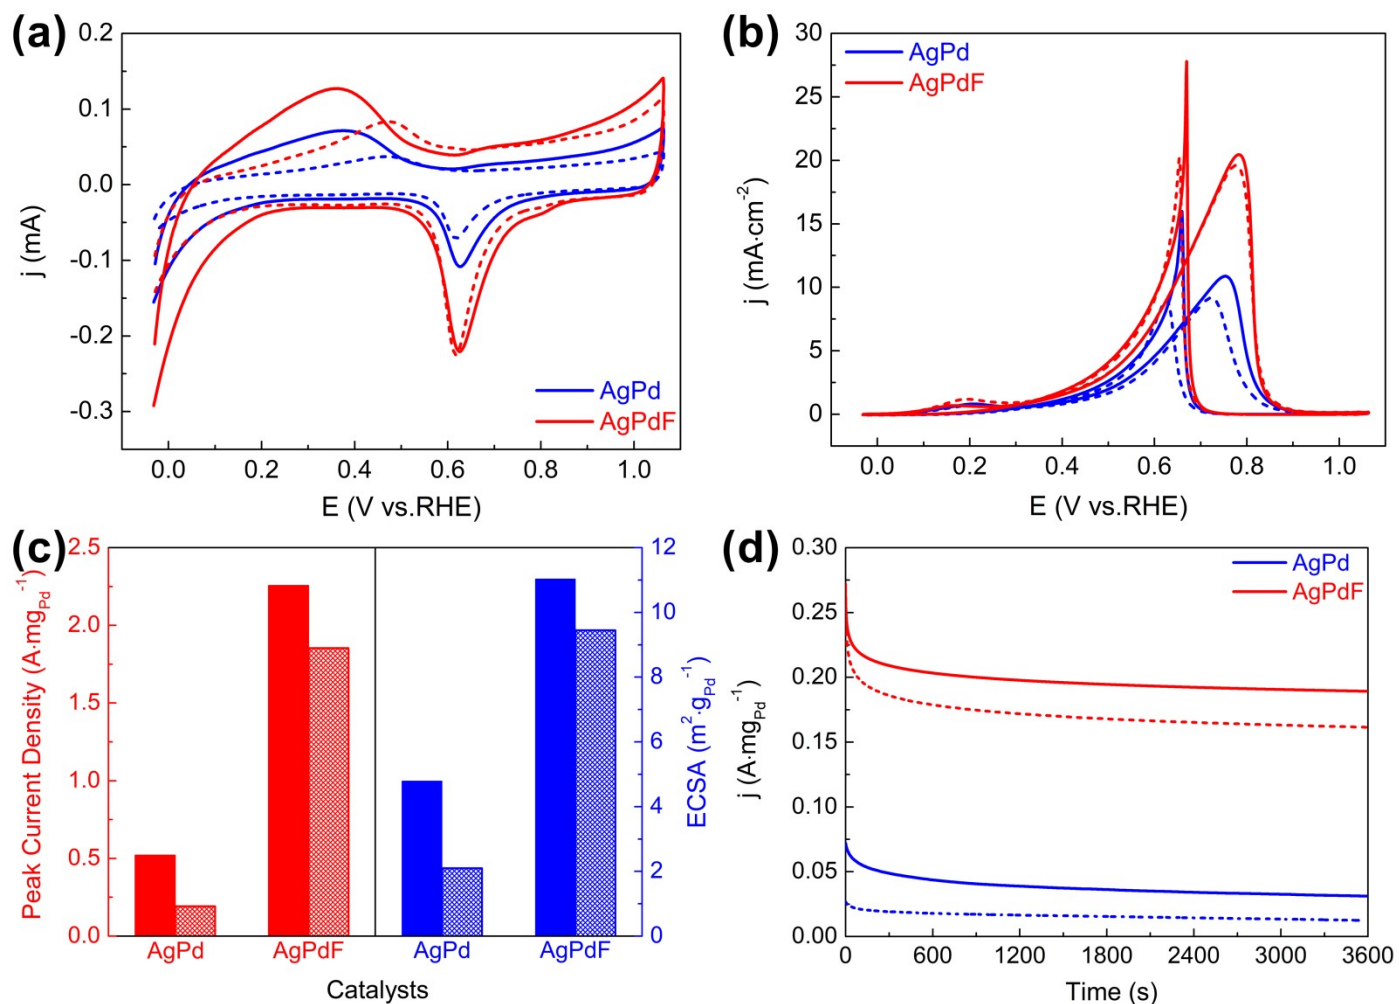 (a)
0.2
0.1
0.0
-0.1
-0.2
-0.3
j (mA)
AgPd
AgPdF
0.0 0.2 0.4 0.6 0.8 1.0
E (V vs.RHE)
(b)
30
25
20
15
10
5
0
j (mA·cm-2)
AgPd
AgPdF
0.0 0.2 0.4 0.6 0.8 1.0
E (V vs.RHE)
(c)
2.5
2.0
1.5
1.0
0.5
0.0
Peak Current Density (A·mgPd-1)
12
10
8
6
4
2
0
ECSA (m2·gPd-1)
AgPd AgPdF AgPd AgPdF
Catalysts
(d)
0.30
0.25
0.20
0.15
0.10
0.05
0.00
j (A·mgPd-1)
AgPd
AgPdF
0 600 1200 1800 2400 3000 3600
Time (s)